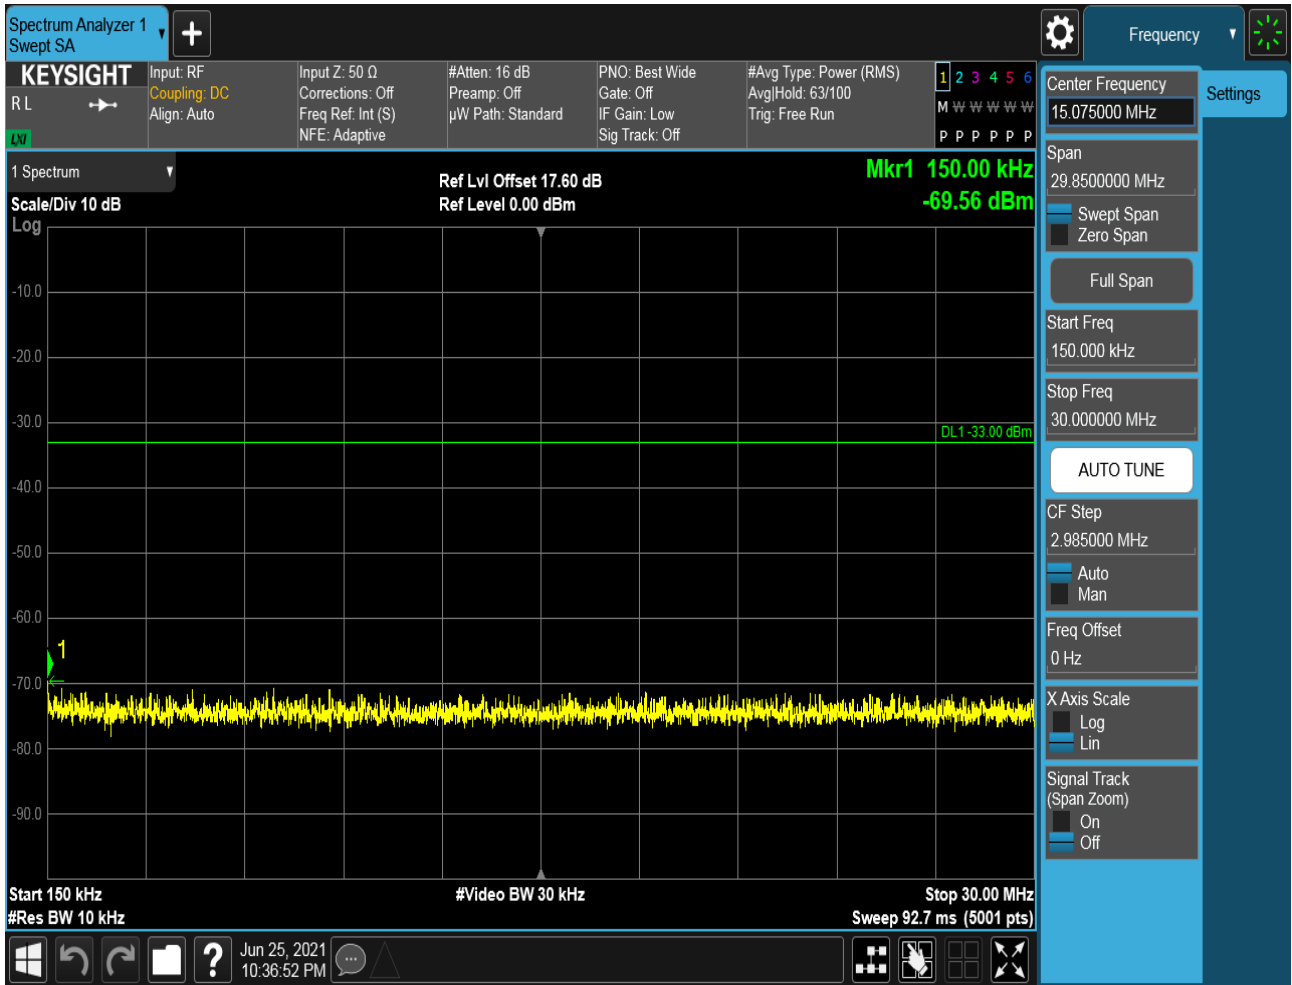 Spectrum Analyzer 1
Swept SA
Frequency
KEYSIGHT
R L
LXI
Input: RF
Coupling: DC
Align: Auto
Input Z: 50 Ω
Corrections: Off
Freq Ref: Int (S)
NFE: Adaptive
#Atten: 16 dB
Preamp: Off
µW Path: Standard
PNO: Best Wide
Gate: Off
IF Gain: Low
Sig Track: Off
#Avg Type: Power (RMS)
Avg|Hold: 63/100
Trig: Free Run
1 2 3 4 5 6
M W W W W W
P P P P P P
1 Spectrum
Scale/Div 10 dB
Log
Ref Lvl Offset 17.60 dB
Ref Level 0.00 dBm
Mkr1 150.00 kHz
-69.56 dBm
-10.0
-20.0
-30.0
DL1 -33.00 dBm
-40.0
-50.0
-60.0
1
-70.0
-80.0
-90.0
Start 150 kHz
#Video BW 30 kHz
Stop 30.00 MHz
#Res BW 10 kHz
Sweep 92.7 ms (5001 pts)
?
Jun 25, 2021
10:36:52 PM
Center Frequency
15.075000 MHz
Settings
Span
29.8500000 MHz
Swept Span
Zero Span
Full Span
Start Freq
150.000 kHz
Stop Freq
30.000000 MHz
AUTO TUNE
CF Step
2.985000 MHz
Auto
Man
Freq Offset
0 Hz
X Axis Scale
Log
Lin
Signal Track
(Span Zoom)
On
Off